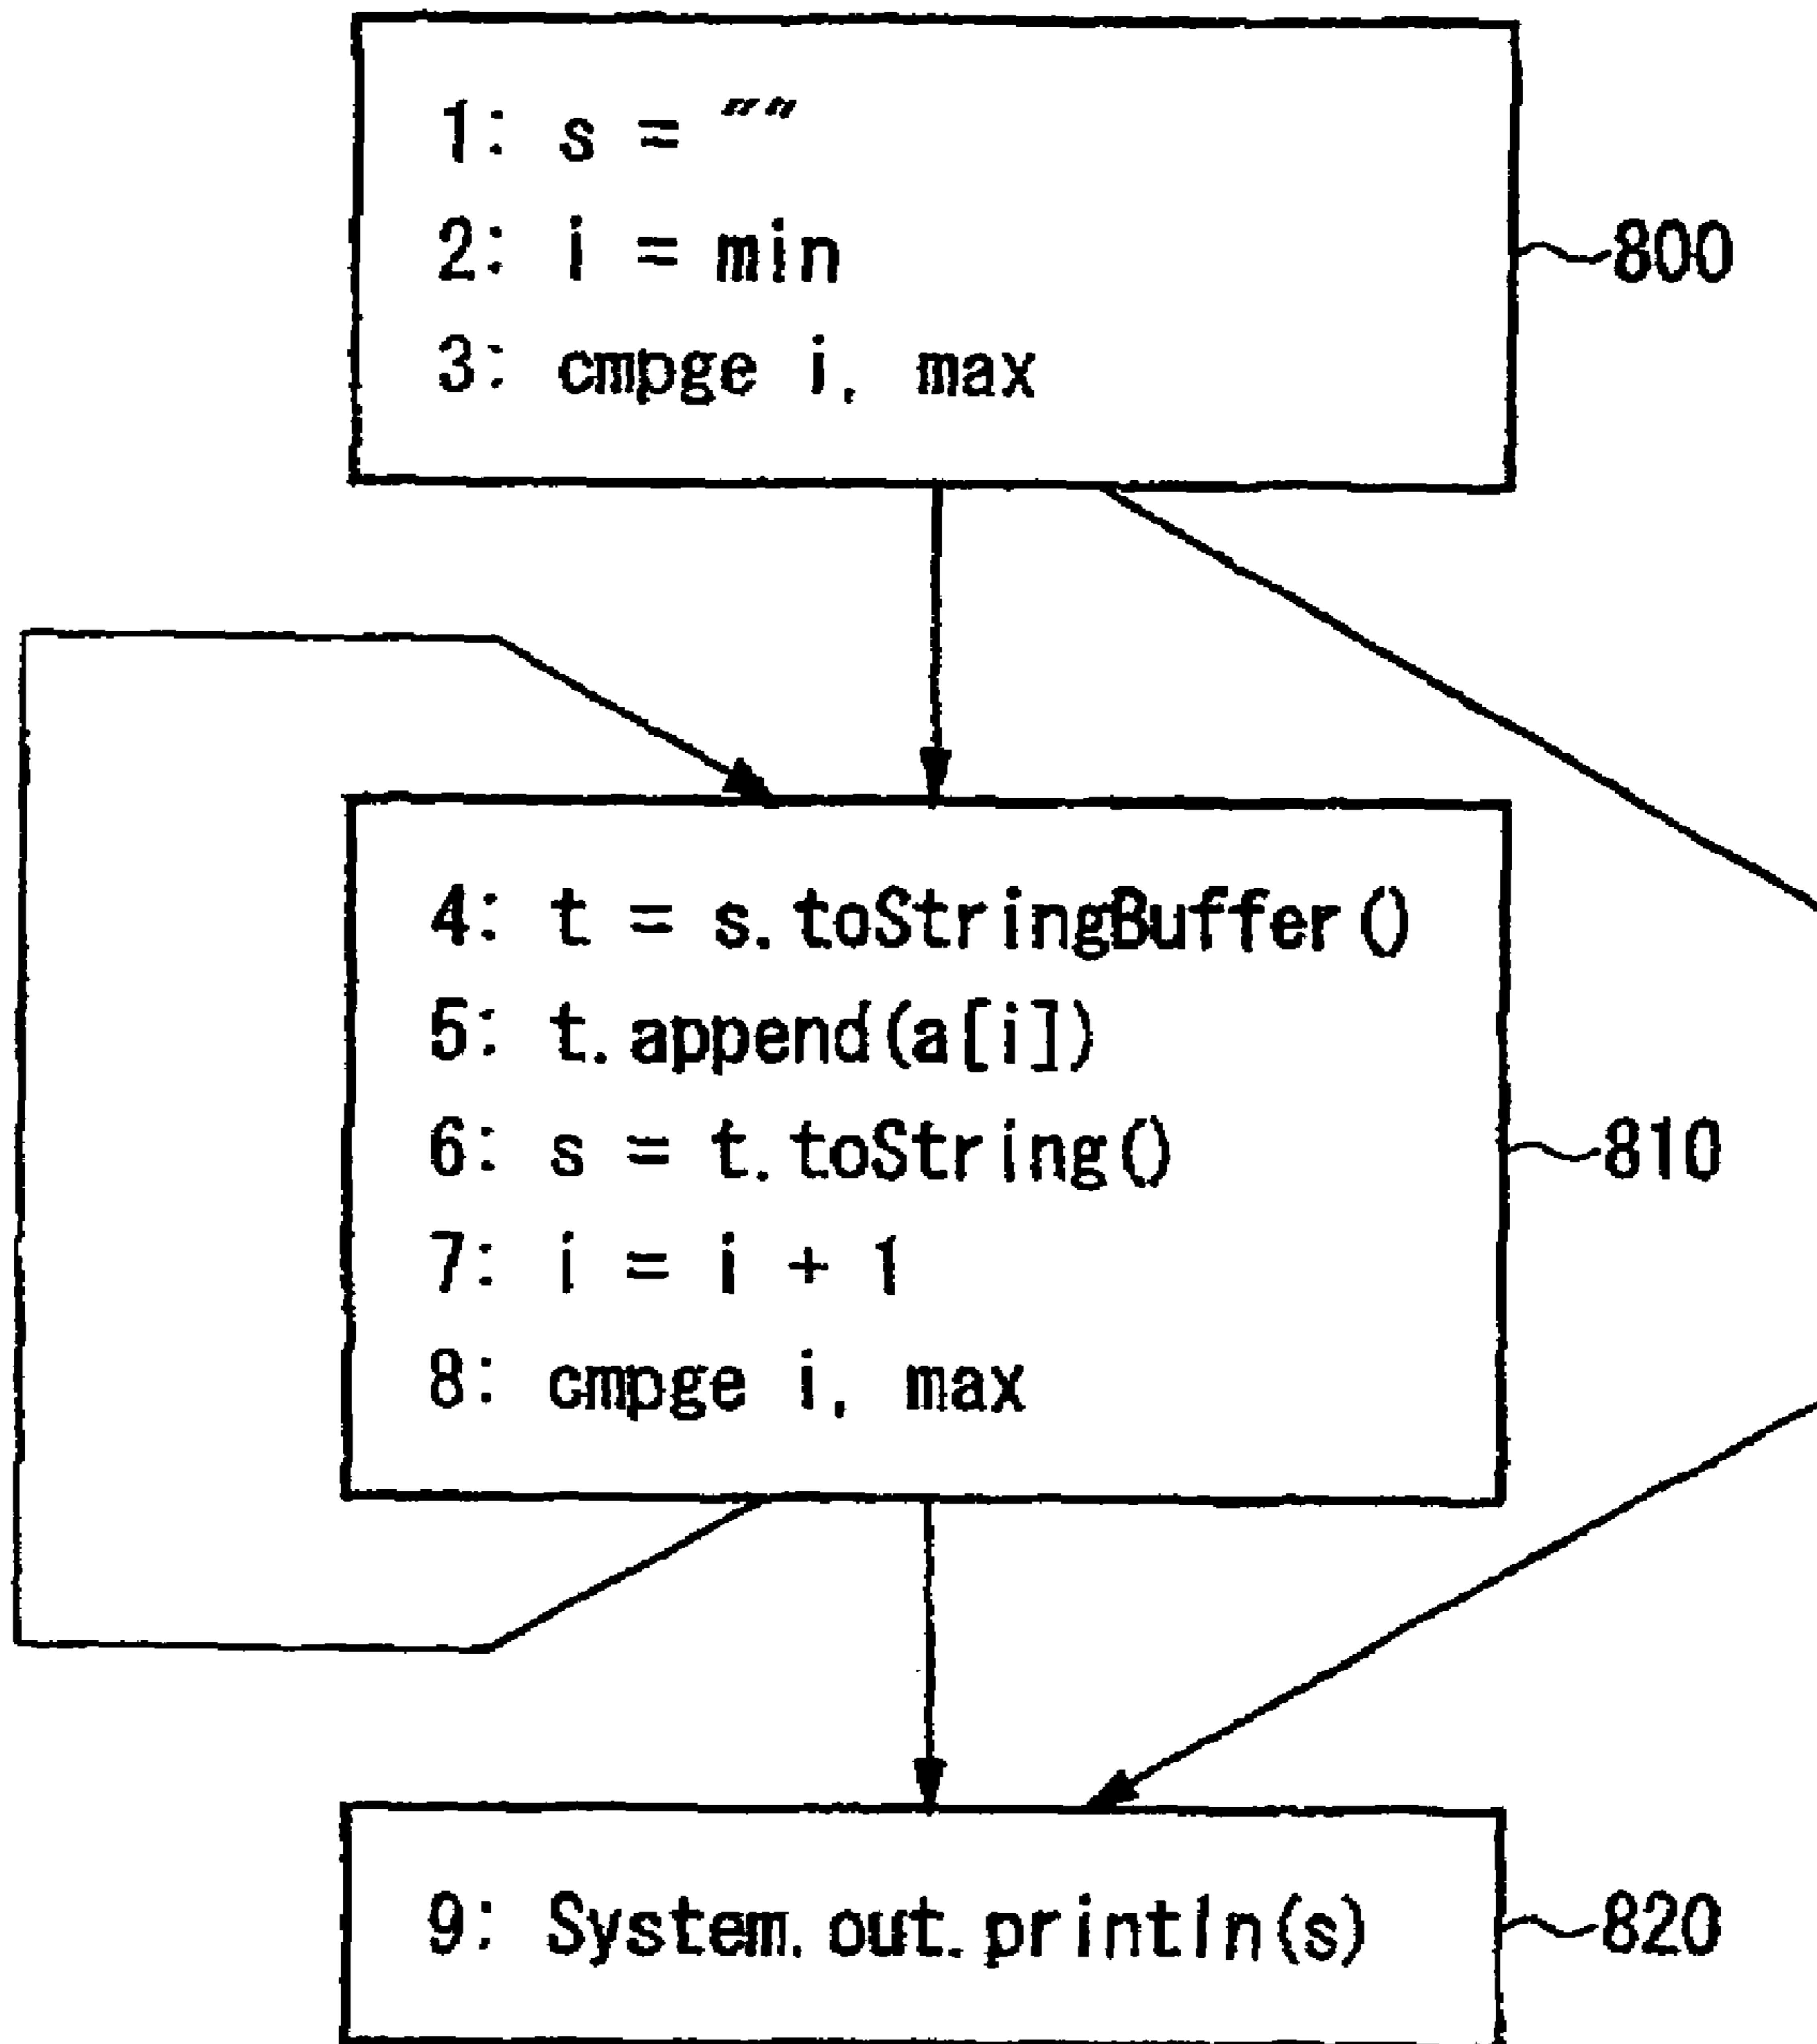 1: s = ""
2: i = min
3: cmpge i, max
800
4: t = s.toStringBuffer()
5: t.append(a[i])
6: s = t.toString()
7: i = i + 1
8: cmpge i, max
810
9: System.out.println(s)
820